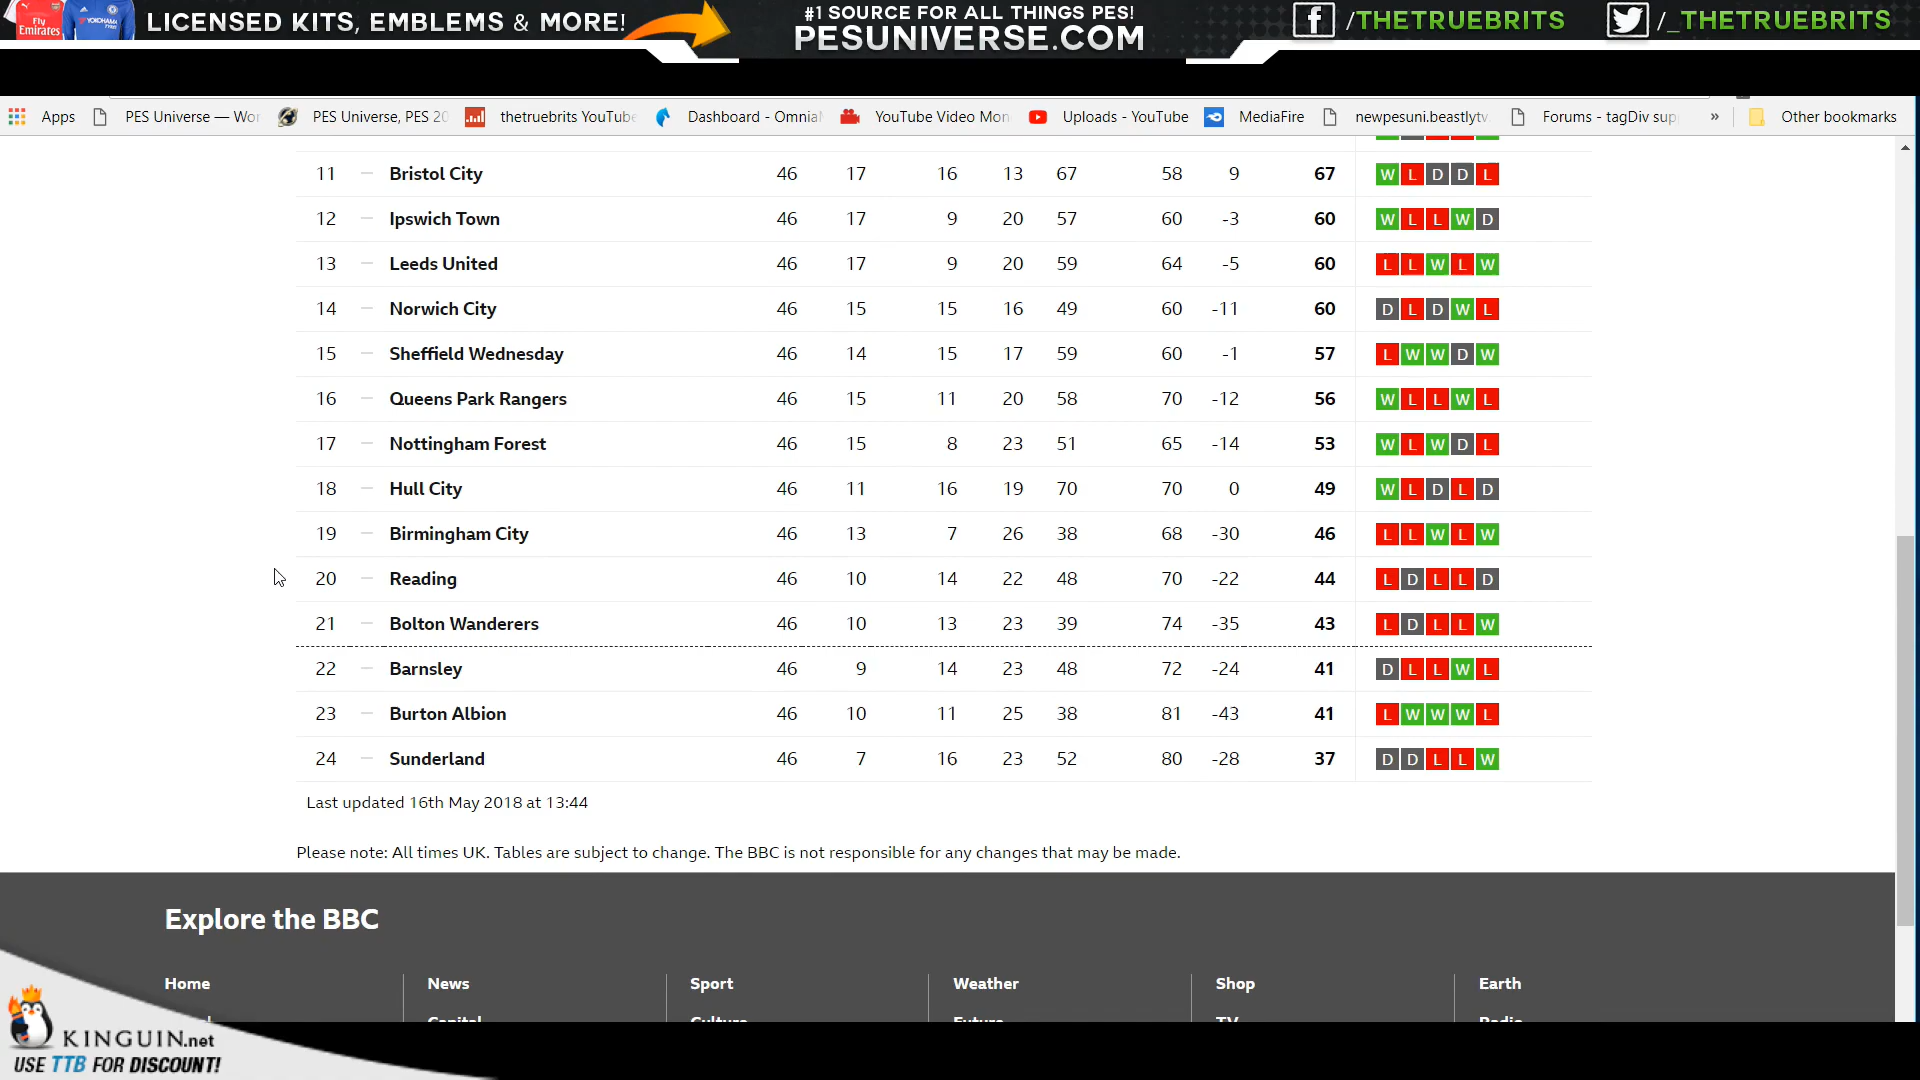 Fly Emirates
YOKOHAMA
LICENSED KITS, EMBLEMS & MORE!
#1 SOURCE FOR ALL THINGS PES!
PESUNIVERSE.COM
/THETRUEBRITS
/_THETRUEBRITS
Apps PES Universe — Wor PES Universe, PES 20 thetruebrits YouTube Dashboard - Omnia YouTube Video Mon Uploads - YouTube MediaFire newpesuni.beastlytv. Forums - tagDiv sup » Other bookmarks
11 — Bristol City 46 17 16 13 67 58 9 67 W L D D L
12 — Ipswich Town 46 17 9 20 57 60 -3 60 W L L W D
13 — Leeds United 46 17 9 20 59 64 -5 60 L L W L W
14 — Norwich City 46 15 15 16 49 60 -11 60 D L D W L
15 — Sheffield Wednesday 46 14 15 17 59 60 -1 57 L W W D W
16 — Queens Park Rangers 46 15 11 20 58 70 -12 56 W L L W L
17 — Nottingham Forest 46 15 8 23 51 65 -14 53 W L W D L
18 — Hull City 46 11 16 19 70 70 0 49 W L D L D
19 — Birmingham City 46 13 7 26 38 68 -30 46 L L W L W
20 — Reading 46 10 14 22 48 70 -22 44 L D L L D
21 — Bolton Wanderers 46 10 13 23 39 74 -35 43 L D L L W
22 — Barnsley 46 9 14 23 48 72 -24 41 D L L W L
23 — Burton Albion 46 10 11 25 38 81 -43 41 L W W W L
24 — Sunderland 46 7 16 23 52 80 -28 37 D D L L W
Last updated 16th May 2018 at 13:44
Please note: All times UK. Tables are subject to change. The BBC is not responsible for any changes that may be made.
Explore the BBC
Home News Sport Weather Shop Earth
Capital Culture Future TV Radio
KINGUIN.net
USE TTB FOR DISCOUNT!